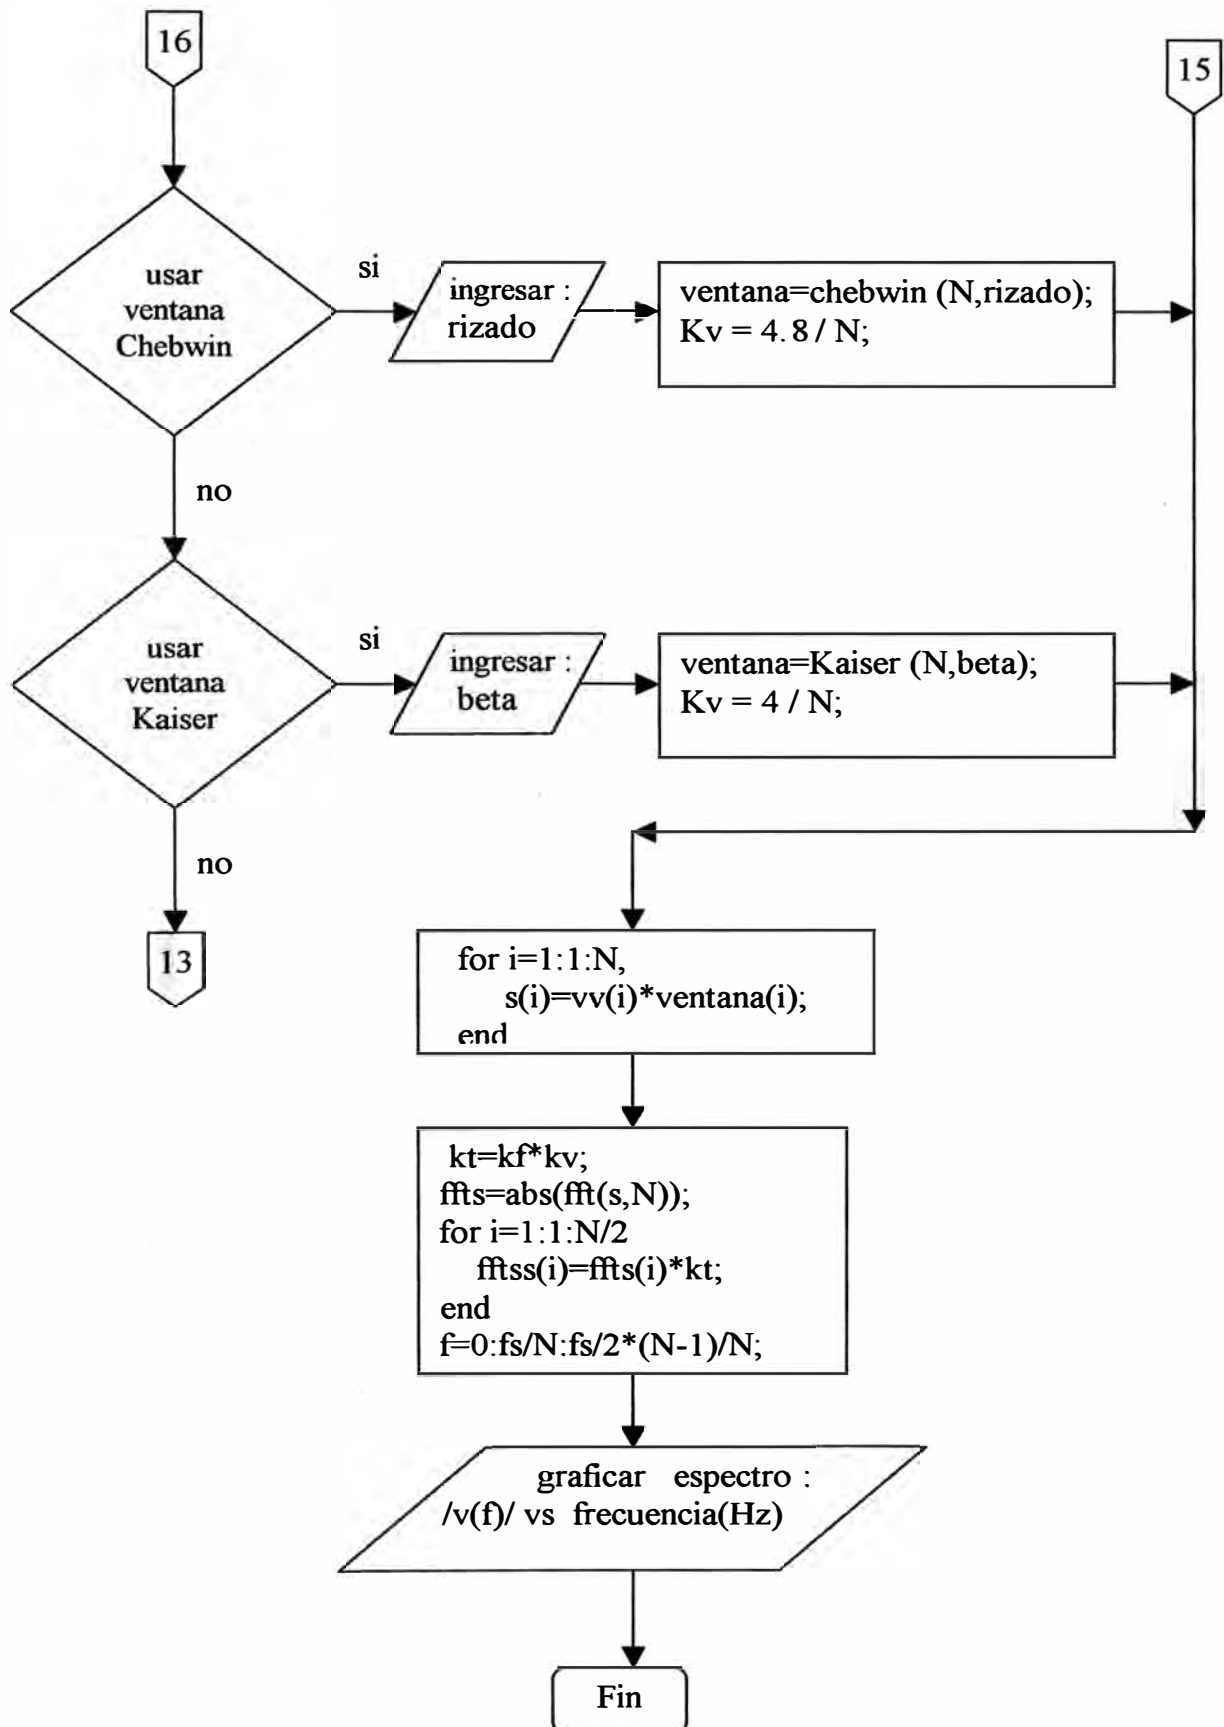 16
15
usar
ventana
Chebwin
si
ingresar :
rizado
ventana=chebwin (N,rizado);
Kv = 4.8 / N;
no
usar
ventana
Kaiser
si
ingresar :
beta
ventana=Kaiser (N,beta);
Kv = 4 / N;
no
13
for i=1:1:N,
s(i)=vv(i)*ventana(i);
end
kt=kf*kv;
ffts=abs(fft(s,N));
for i=1:1:N/2
fftss(i)=ffts(i)*kt;
end
f=0:fs/N:fs/2*(N-1)/N;
graficar espectro :
/v(f)/ vs frecuencia(Hz)
Fin